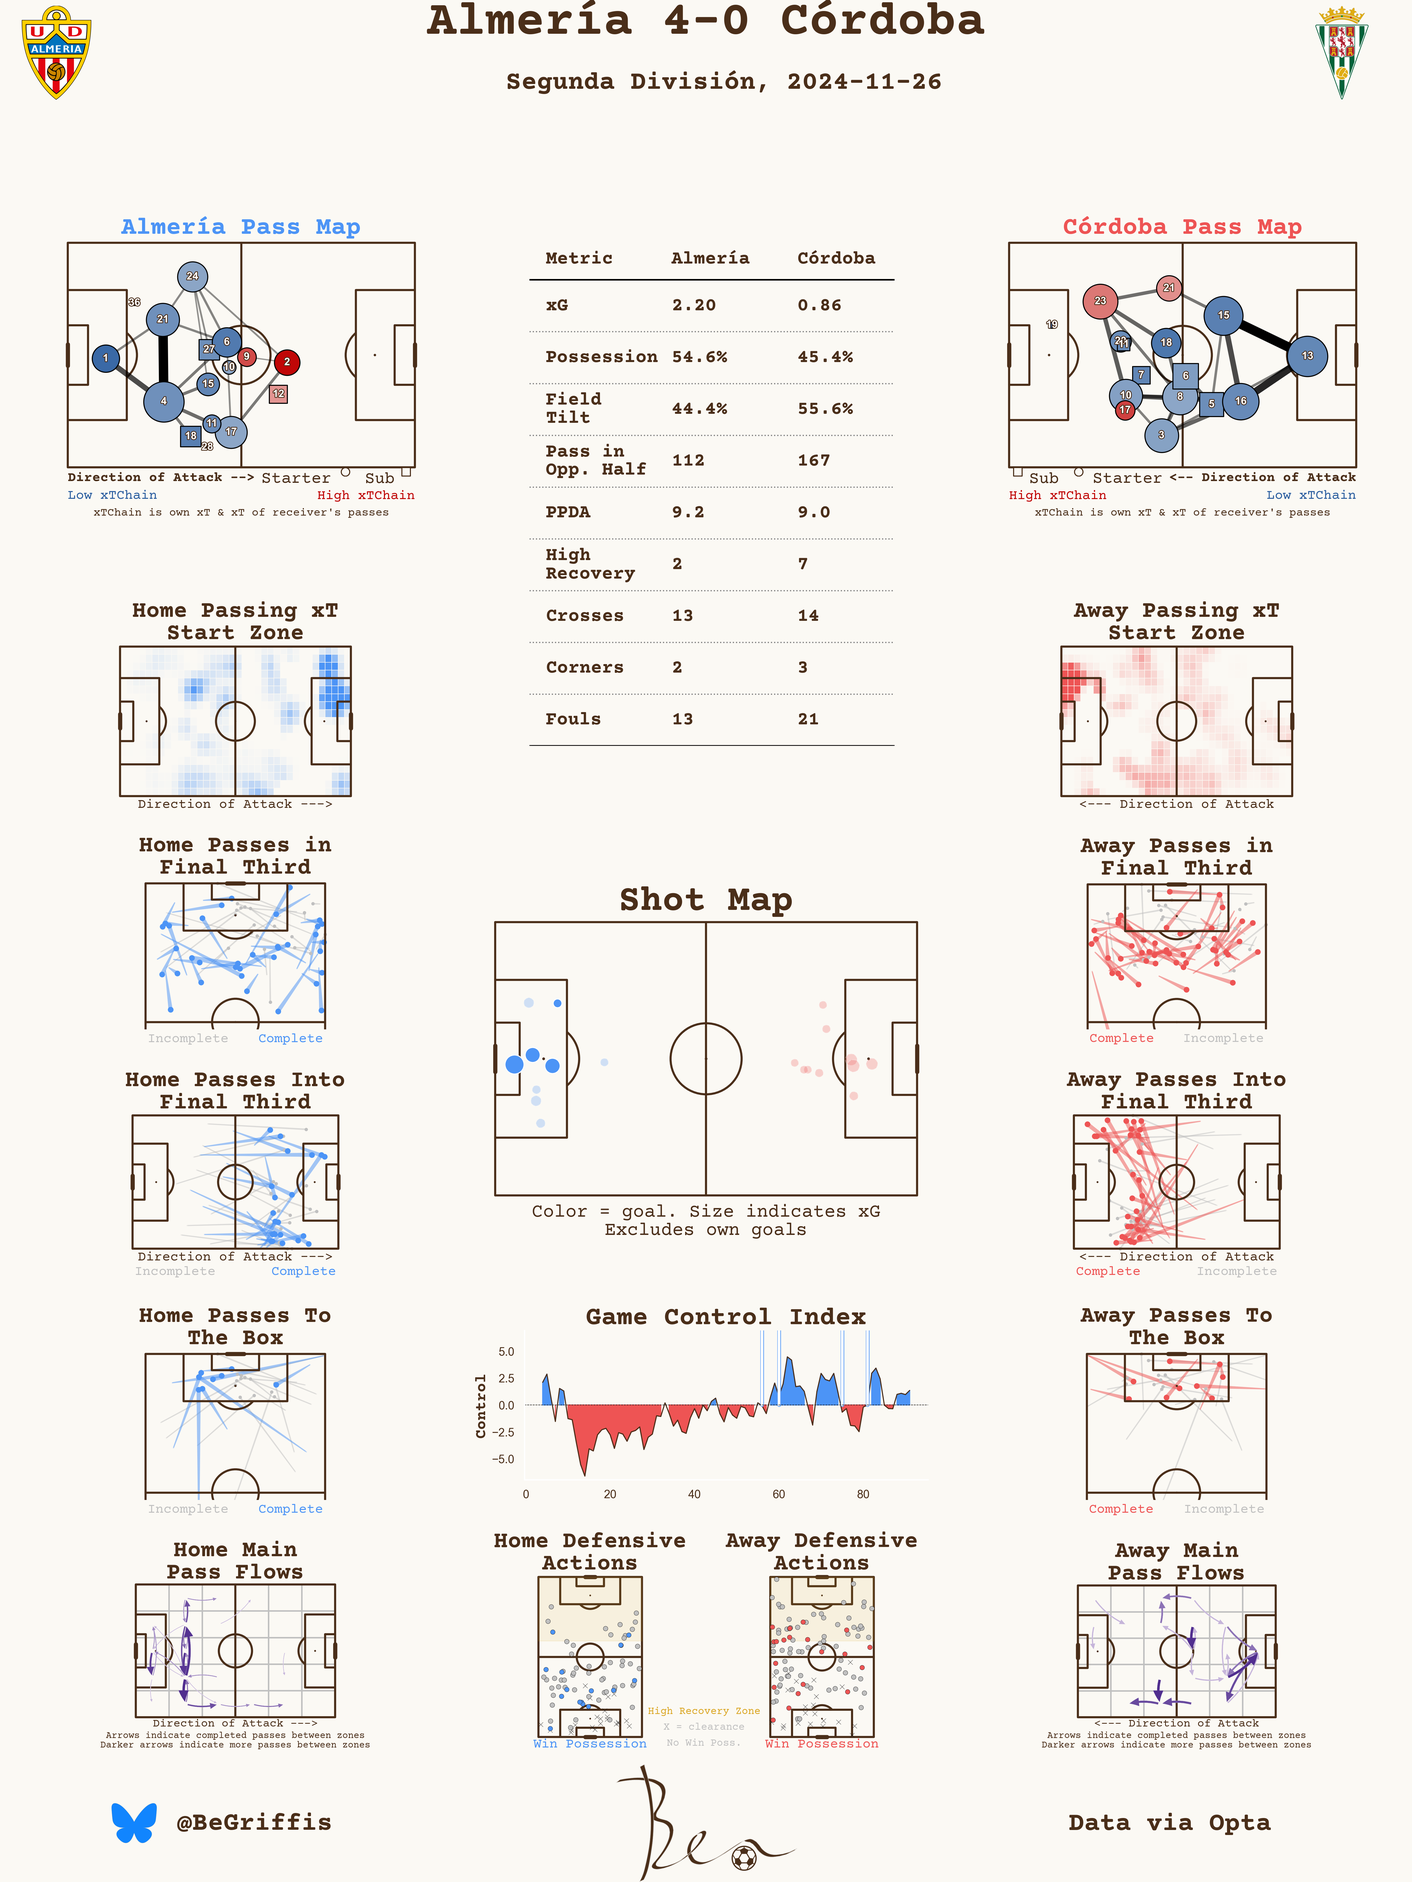 Almería 4-0 Córdoba
Segunda División, 2024-11-26
U D
ALMERIA
Almería Pass Map
24
36
21
1
27
6
9
2
10
15
12
4
11
18
17
28
Direction of Attack --> Starter Sub
Low xTChain High xTChain
xTChain is own xT & xT of receiver's passes
Metric Almería Córdoba
xG 2.20 0.86
Possession 54.6% 45.4%
Field
Tilt 44.4% 55.6%
Pass in
Opp. Half 112 167
PPDA 9.2 9.0
High
Recovery 2 7
Crosses 13 14
Corners 2 3
Fouls 13 21
Córdoba Pass Map
21
23
15
19
11
18
13
7
6
10
8
5
16
17
3
Sub Starter <-- Direction of Attack
High xTChain Low xTChain
xTChain is own xT & xT of receiver's passes
Home Passing xT
Start Zone
Direction of Attack --->
Away Passing xT
Start Zone
<--- Direction of Attack
Home Passes in
Final Third
Incomplete Complete
Away Passes in
Final Third
Complete Incomplete
Shot Map
Color = goal. Size indicates xG
Excludes own goals
Home Passes Into
Final Third
Direction of Attack --->
Incomplete Complete
Away Passes Into
Final Third
<--- Direction of Attack
Complete Incomplete
Game Control Index
Control
5.0
2.5
0.0
−2.5
−5.0
0 20 40 60 80
Home Passes To
The Box
Incomplete Complete
Away Passes To
The Box
Complete Incomplete
Home Main
Pass Flows
Direction of Attack --->
Arrows indicate completed passes between zones
Darker arrows indicate more passes between zones
Home Defensive
Actions
Win Possession
Away Defensive
Actions
Win Possession
High Recovery Zone
X = clearance
No Win Poss.
Away Main
Pass Flows
<--- Direction of Attack
Arrows indicate completed passes between zones
Darker arrows indicate more passes between zones
@BeGriffis
Ben
Data via Opta